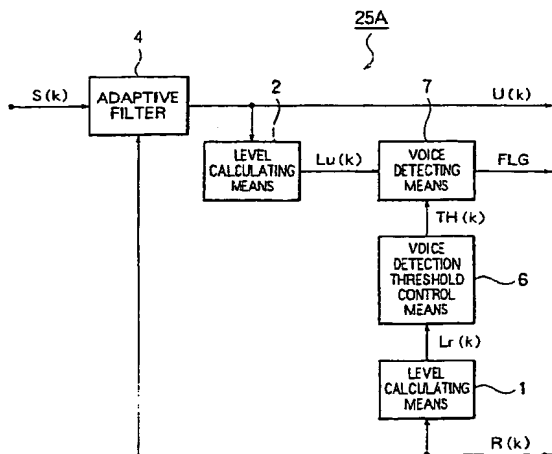 25A
4
S(k)
ADAPTIVE
FILTER
2
7
U(k)
LEVEL
CALCULATING
MEANS
Lu(k)
VOICE
DETECTING
MEANS
FLG
TH(k)
VOICE
DETECTION
THRESHOLD
CONTROL
MEANS
6
Lr(k)
LEVEL
CALCULATING
MEANS
1
R(k)